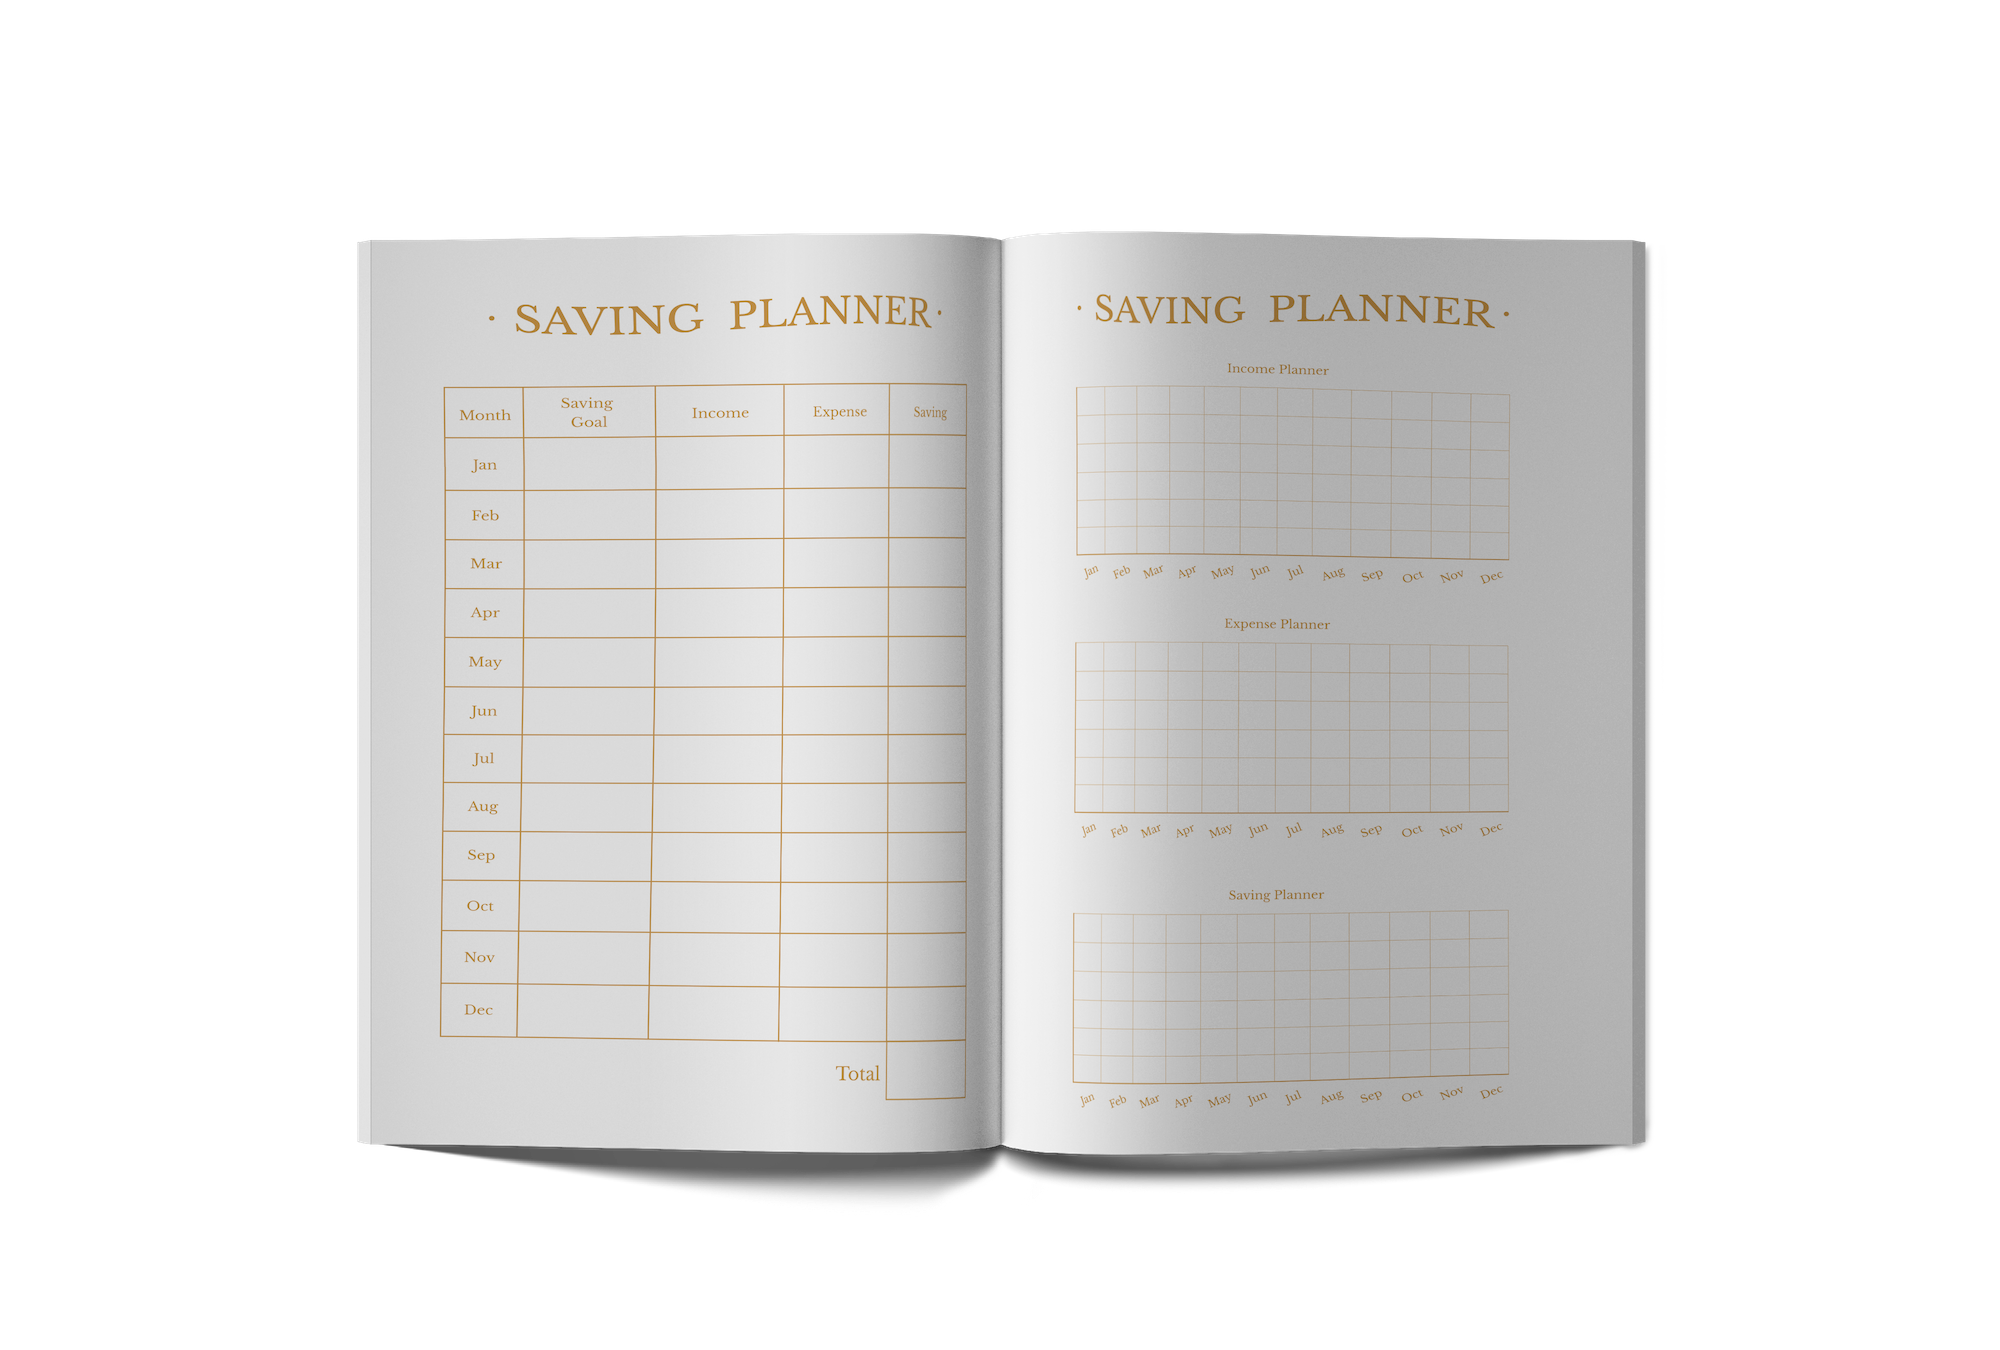 · SAVING PLANNER ·
Month Saving Goal Income Expense Saving
Jan
Feb
Mar
Apr
May
Jun
Jul
Aug
Sep
Oct
Nov
Dec
Total
· SAVING PLANNER ·
Income Planner
Jan Feb Mar Apr May Jun Jul Aug Sep Oct Nov Dec
Expense Planner
Jan Feb Mar Apr May Jun Jul Aug Sep Oct Nov Dec
Saving Planner
Jan Feb Mar Apr May Jun Jul Aug Sep Oct Nov Dec